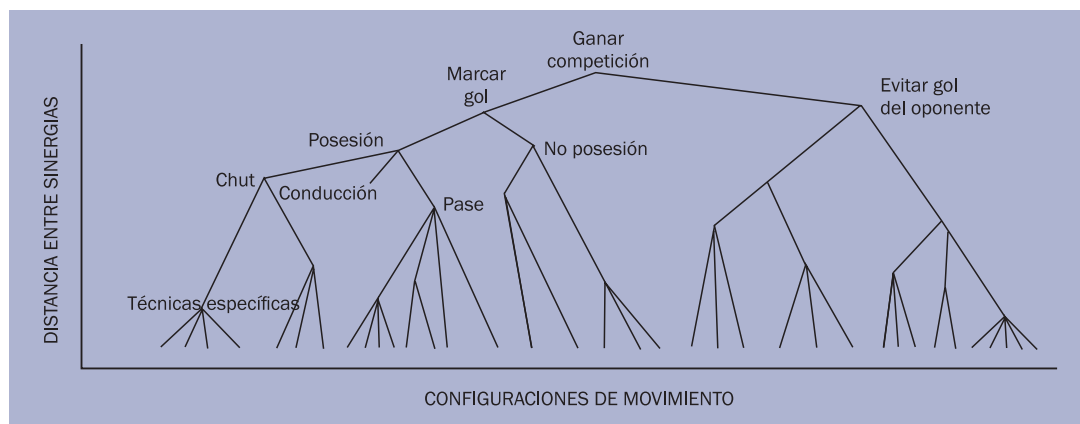 Ganar
competición
Marcar
gol
Evitar gol
del oponente
Posesión
No posesión
Chut
Conducción
Pase
Técnicas específicas
DISTANCIA ENTRE SINERGIAS
CONFIGURACIONES DE MOVIMIENTO